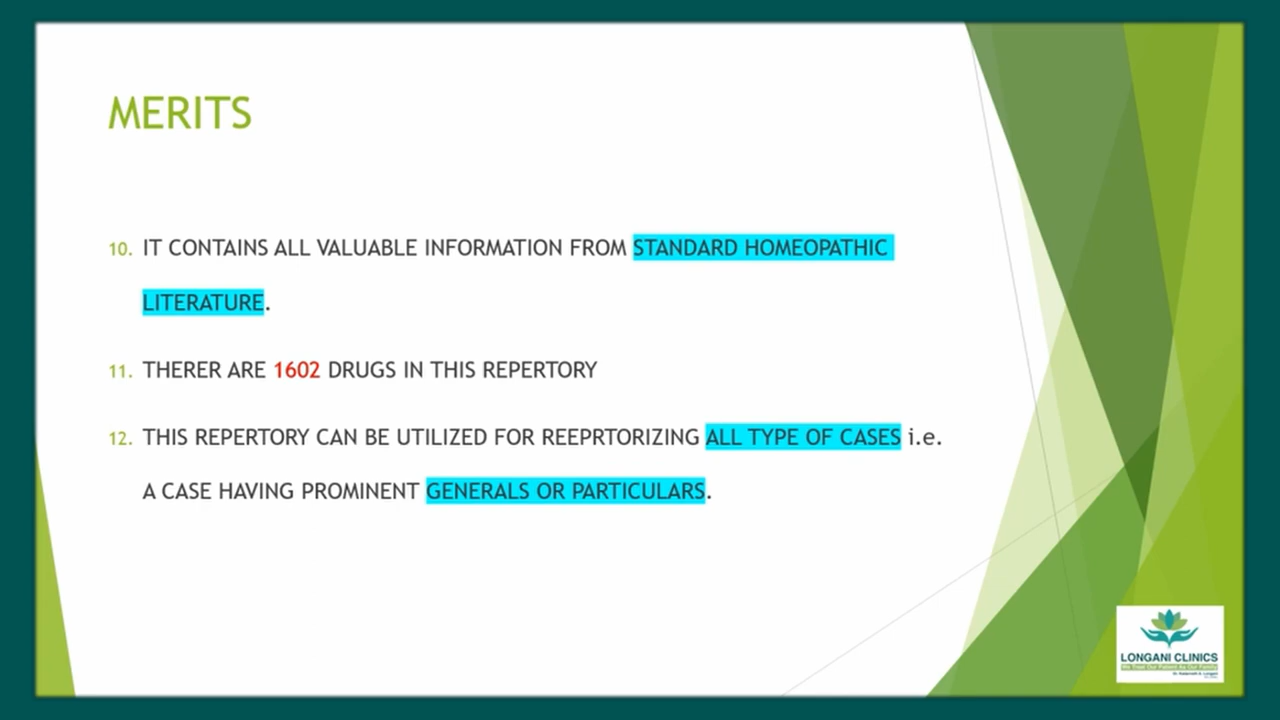 MERITS
10. IT CONTAINS ALL VALUABLE INFORMATION FROM STANDARD HOMEOPATHIC
LITERATURE.
11. THERER ARE 1602 DRUGS IN THIS REPERTORY
12. THIS REPERTORY CAN BE UTILIZED FOR REEPRTORIZING ALL TYPE OF CASES i.e.
A CASE HAVING PROMINENT GENERALS OR PARTICULARS.
LONGANI CLINICS
We Treat Our Patient As Our Family